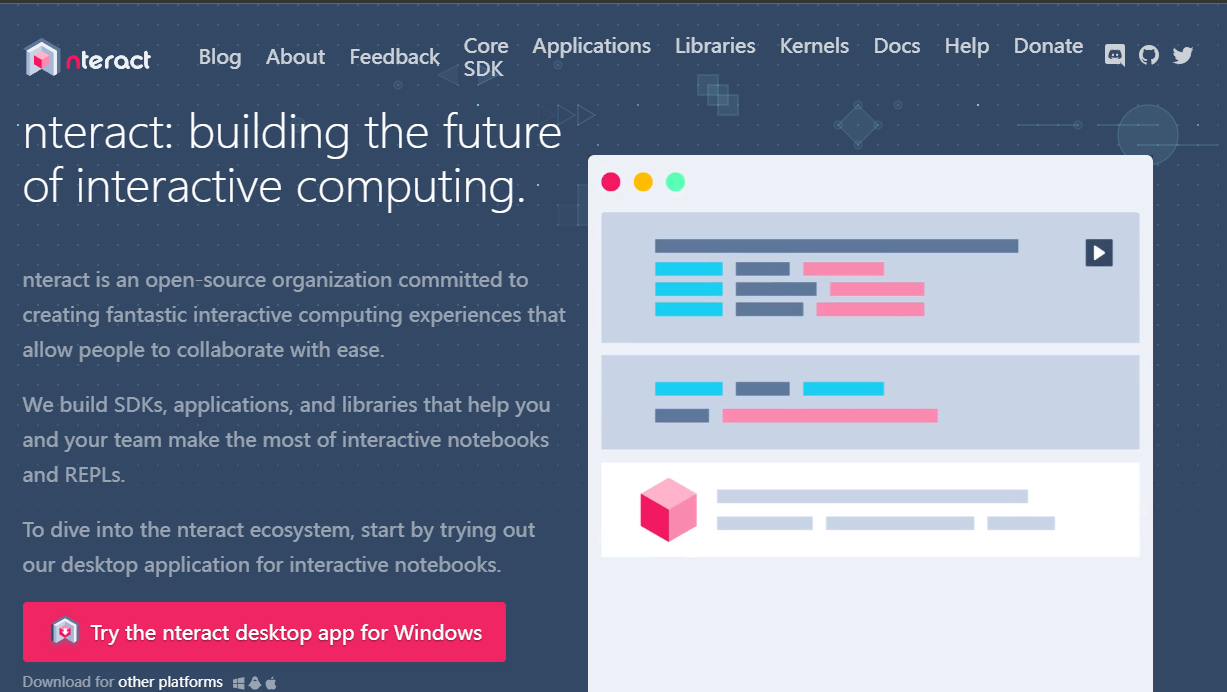 nteract Blog About Feedback Core SDK Applications Libraries Kernels Docs Help Donate
nteract: building the future
of interactive computing.
nteract is an open-source organization committed to
creating fantastic interactive computing experiences that
allow people to collaborate with ease.
We build SDKs, applications, and libraries that help you
and your team make the most of interactive notebooks
and REPLs.
To dive into the nteract ecosystem, start by trying out
our desktop application for interactive notebooks.
Try the nteract desktop app for Windows
Download for other platforms